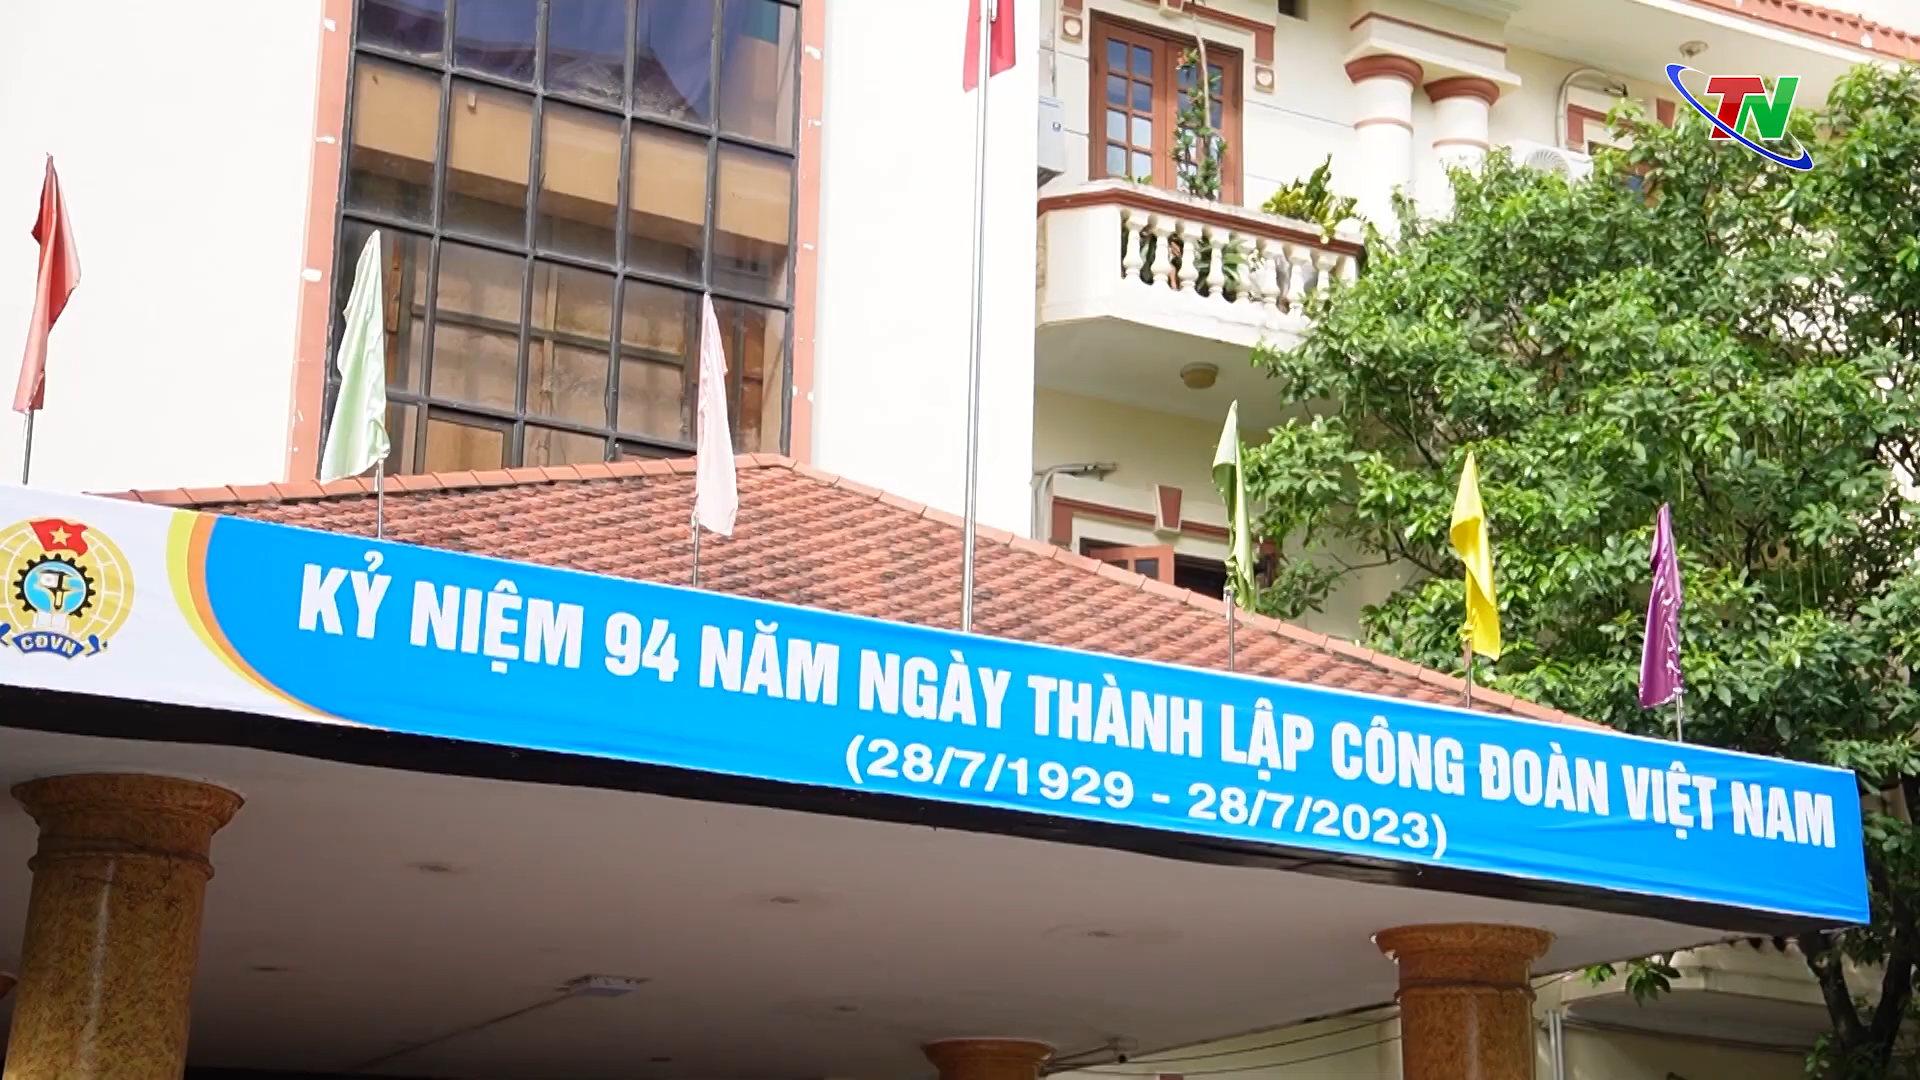 TN
CĐVN
KỶ NIỆM 94 NĂM NGÀY THÀNH LẬP CÔNG ĐOÀN VIỆT NAM
(28/7/1929 - 28/7/2023)